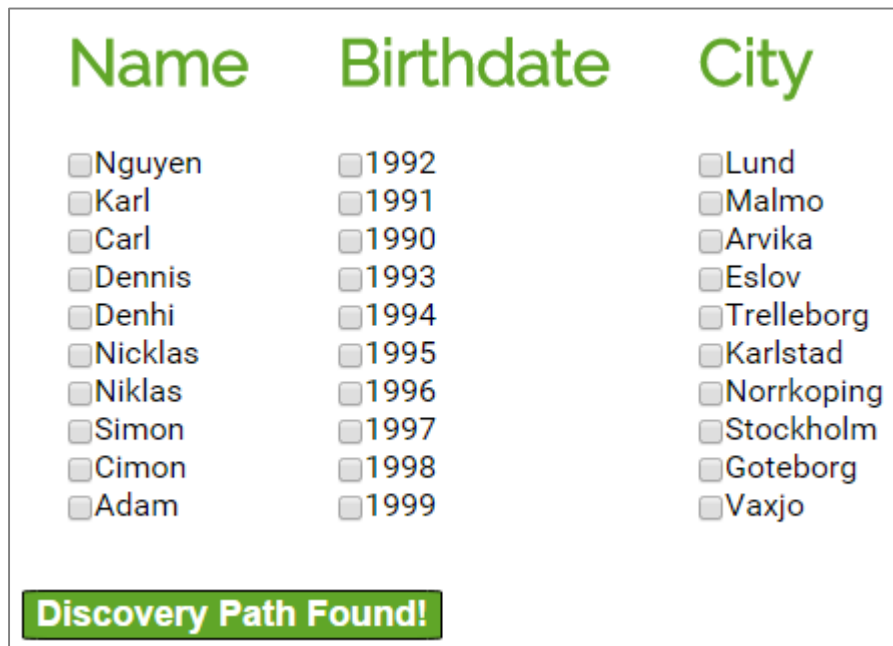 Name Birthdate City
Nguyen 1992 Lund
Karl 1991 Malmo
Carl 1990 Arvika
Dennis 1993 Eslov
Denhi 1994 Trelleborg
Nicklas 1995 Karlstad
Niklas 1996 Norrkoping
Simon 1997 Stockholm
Cimon 1998 Goteborg
Adam 1999 Vaxjo
Discovery Path Found!